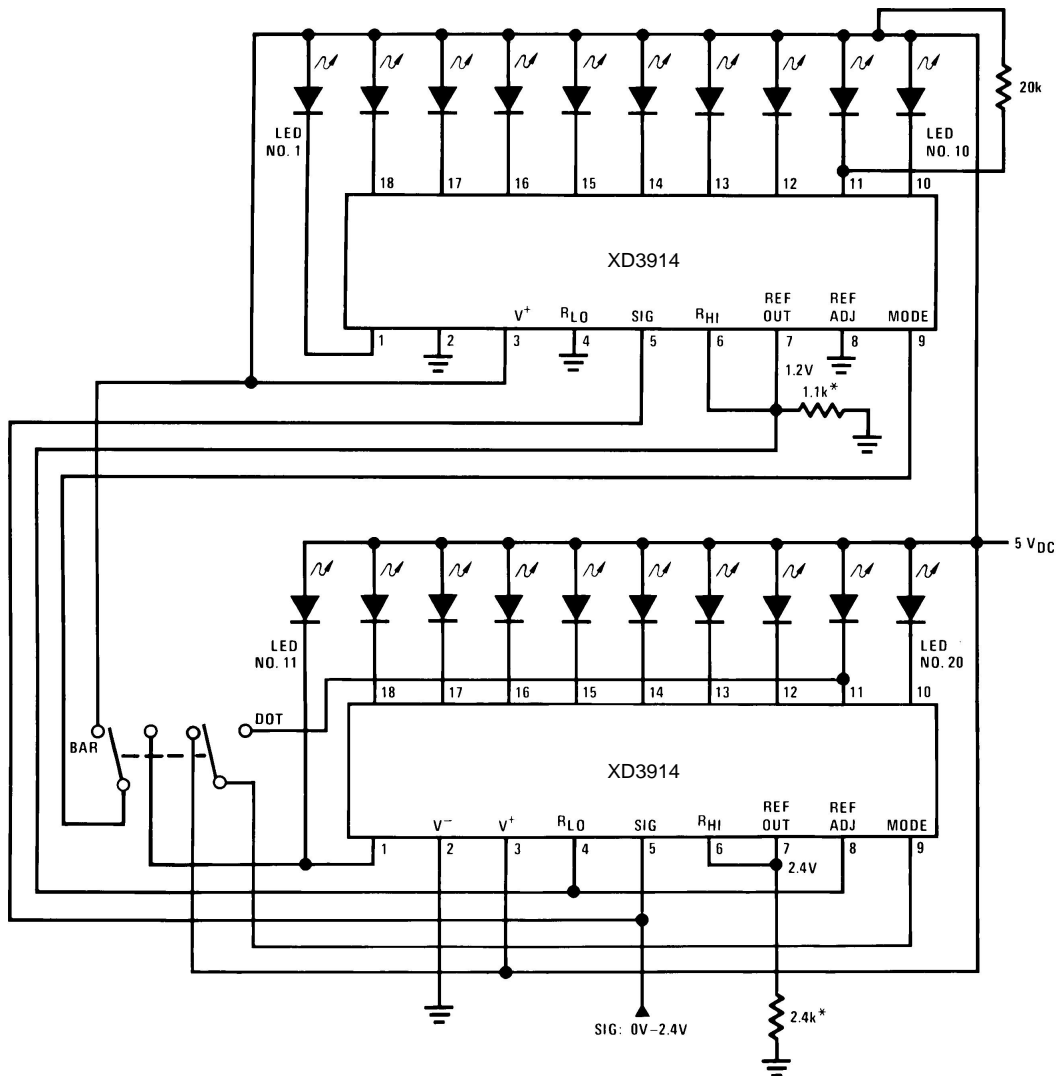 20k
LED
NO. 1
LED
NO. 10
18 17 16 15 14 13 12 11 10
XD3914
V+ RLO SIG RHI REF OUT REF ADJ MODE
1 2 3 4 5 6 7 8 9
1.2V
1.1k*
5 VDC
LED
NO. 11
LED
NO. 20
18 17 16 15 14 13 12 11 10
DOT
BAR
XD3914
V− V+ RLO SIG RHI REF OUT REF ADJ MODE
1 2 3 4 5 6 7 8 9
2.4V
2.4k*
SIG: 0V–2.4V